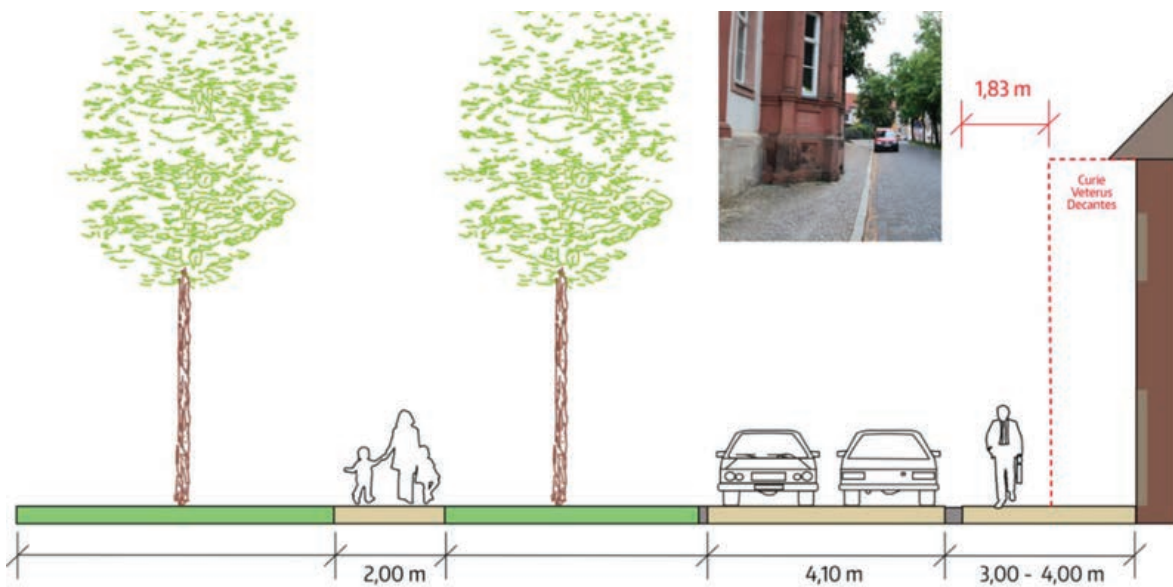 1,83 m
Curie
Veterus
Decantes
2,00 m
4,10 m
3,00 - 4,00 m